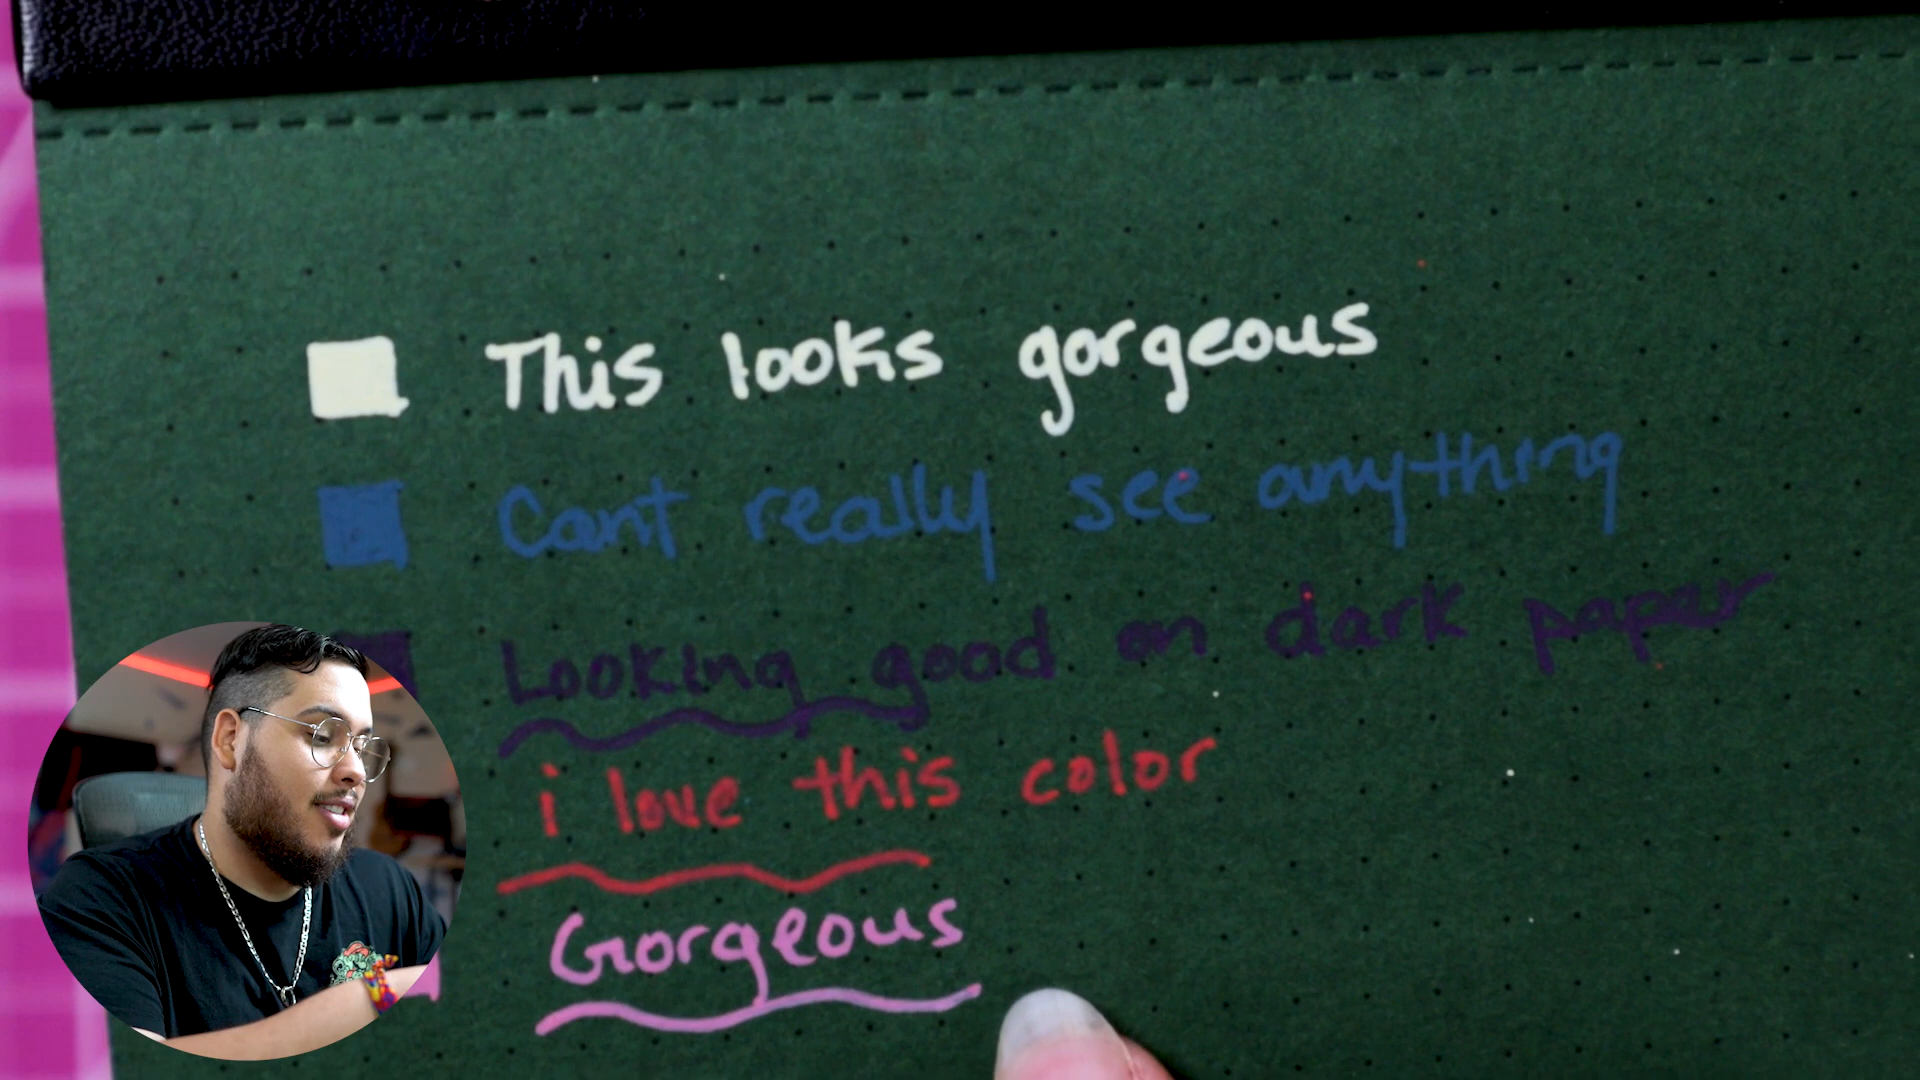 This looks gorgeous
Cant really see anything
Looking good on dark paper
i love this color
Gorgeous